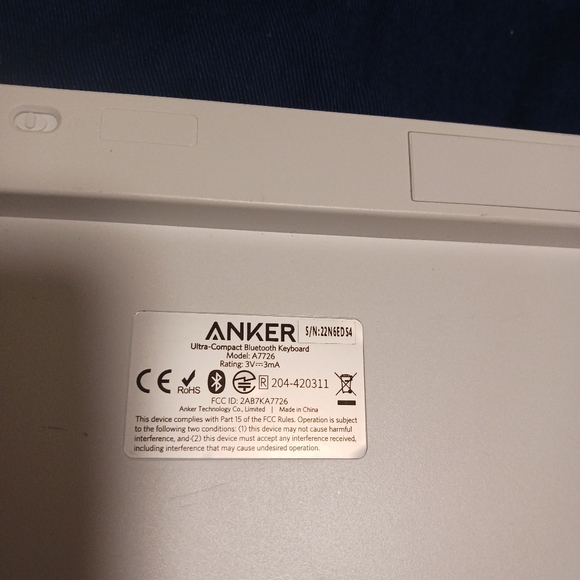 ANKER S/N:22N6EDS4
Ultra-Compact Bluetooth Keyboard
Model: A7726
Rating: 3V⎓3mA
CE RoHS R 204-420311
FCC ID: 2AB7KA7726
Anker Technology Co., Limited | Made in China
This device complies with Part 15 of the FCC Rules. Operation is subject
to the following two conditions: (1) this device may not cause harmful
interference, and (2) this device must accept any interference received,
including interference that may cause undesired operation.